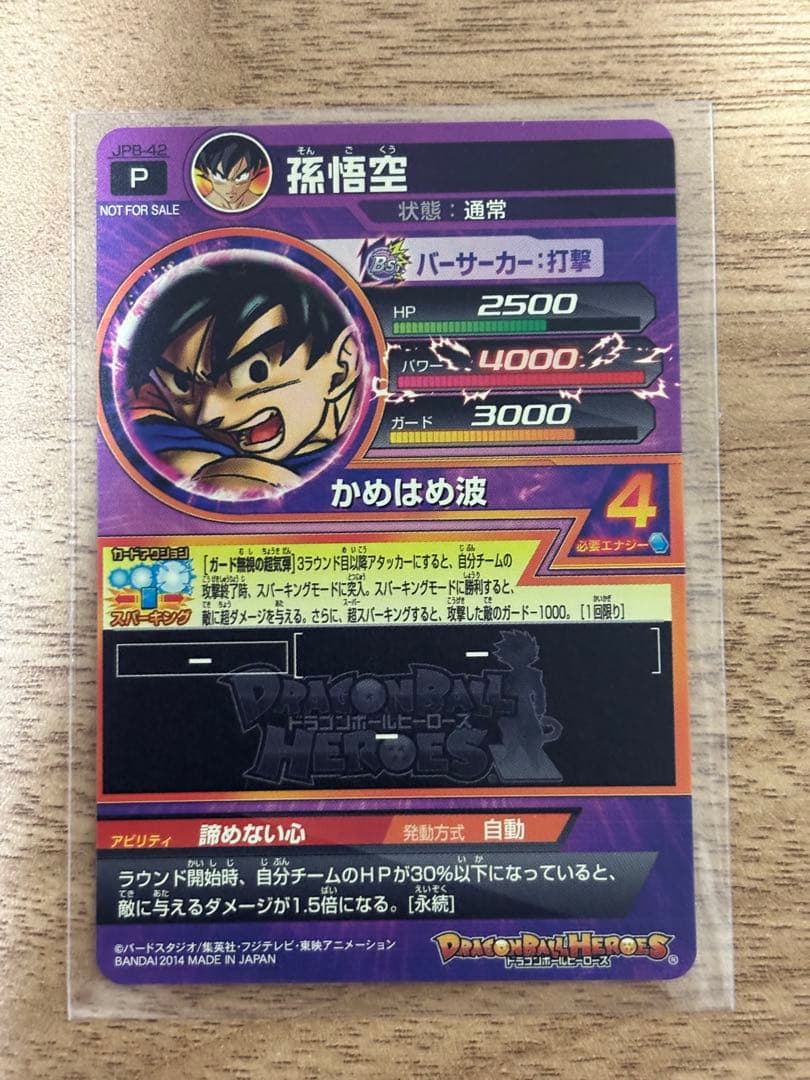 JPB-42
P
NOT FOR SALE
そん ご くう
孫悟空
状態：通常
Bs バーサーカー：打撃
HP 2500
パワー 4000
ガード 3000
かめはめ波
4
必要エナジー
カードアクション
スパーキング
[ガード無視の超気弾]3ラウンド目以降アタッカーにすると、自分チームの
攻撃終了時、スパーキングモードに突入。スパーキングモードに勝利すると、
敵に超ダメージを与える。さらに、超スパーキングすると、攻撃した敵のガード-1000。[1回限り]
ー
[ ー ]
DRAGONBALL
ドラゴンボールヒーローズ
HEROES
ー
アビリティ 諦めない心 発動方式 自動
ラウンド開始時、自分チームのHPが30%以下になっていると、
敵に与えるダメージが1.5倍になる。[永続]
©バードスタジオ/集英社・フジテレビ・東映アニメーション
BANDAI 2014 MADE IN JAPAN
DRAGONBALL HEROES
ドラゴンボールヒーローズ
®